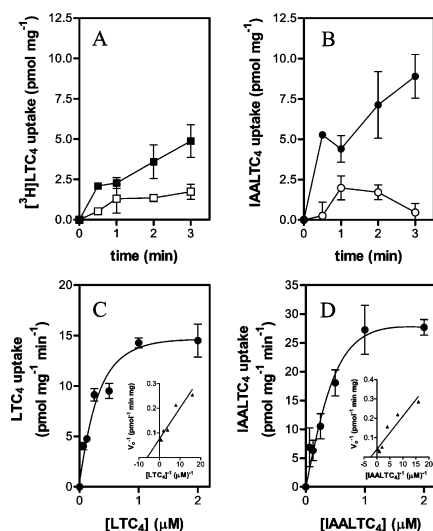 A
[³H]LTC₄ uptake (pmol mg⁻¹)
12.5
10.0
7.5
5.0
2.5
0.0
0
1
2
3
time (min)
B
IAALTC₄ uptake (pmol mg⁻¹)
12.5
10.0
7.5
5.0
2.5
0.0
0
1
2
3
time (min)
C
LTC₄ uptake
(pmol mg⁻¹ min⁻¹)
20
15
10
5
0
0
1
2
[LTC₄] (μM)
V₀⁻¹ (pmol⁻¹ min mg)
0.3
0.2
0.1
0.0
-10
0
10
20
[LTC₄]⁻¹ (μM)⁻¹
D
IAALTC₄ uptake
(pmol mg⁻¹ min⁻¹)
35
30
25
20
15
10
5
0
0
1
2
[IAALTC₄] (μM)
V₀⁻¹ (pmol⁻¹ min mg)
0.4
0.2
0.0
0
10
20
[IAALTC₄]⁻¹ (μM)⁻¹